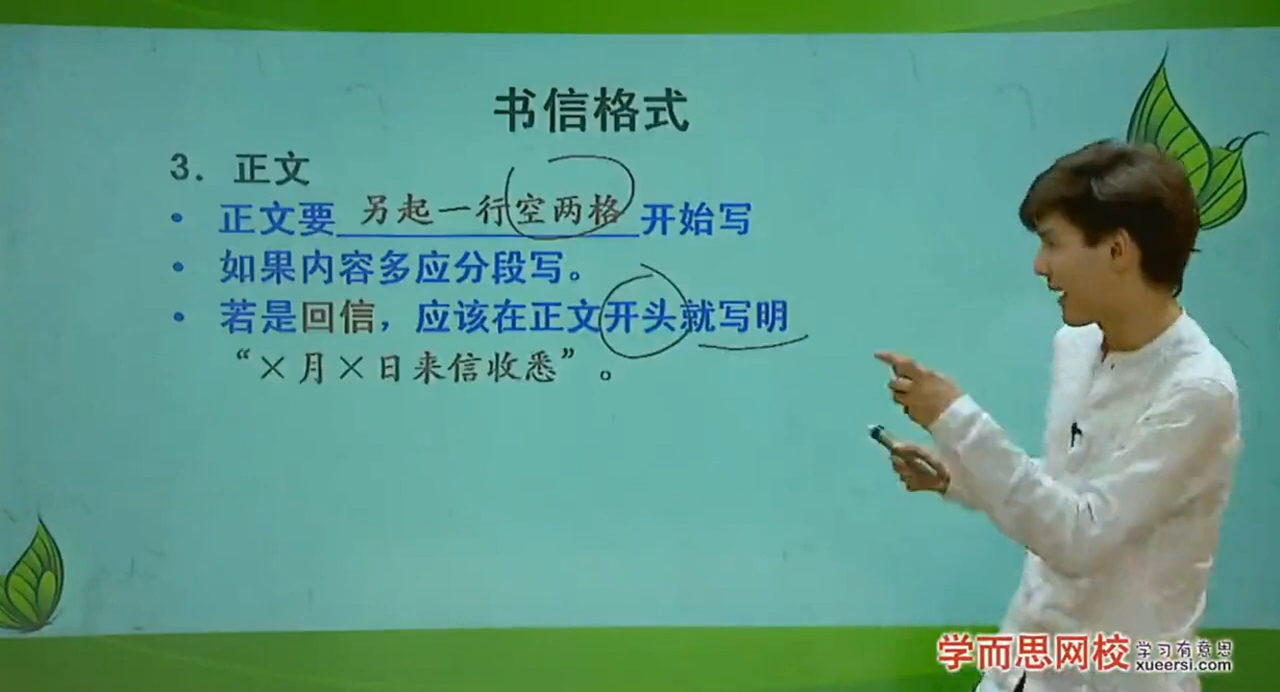 书信格式
3. 正文
• 正文要 另起一行空两格 开始写
• 如果内容多应分段写。
• 若是回信，应该在正文开头就写明
“×月×日来信收悉”。
学而思网校 学习有意思
xueersi.com